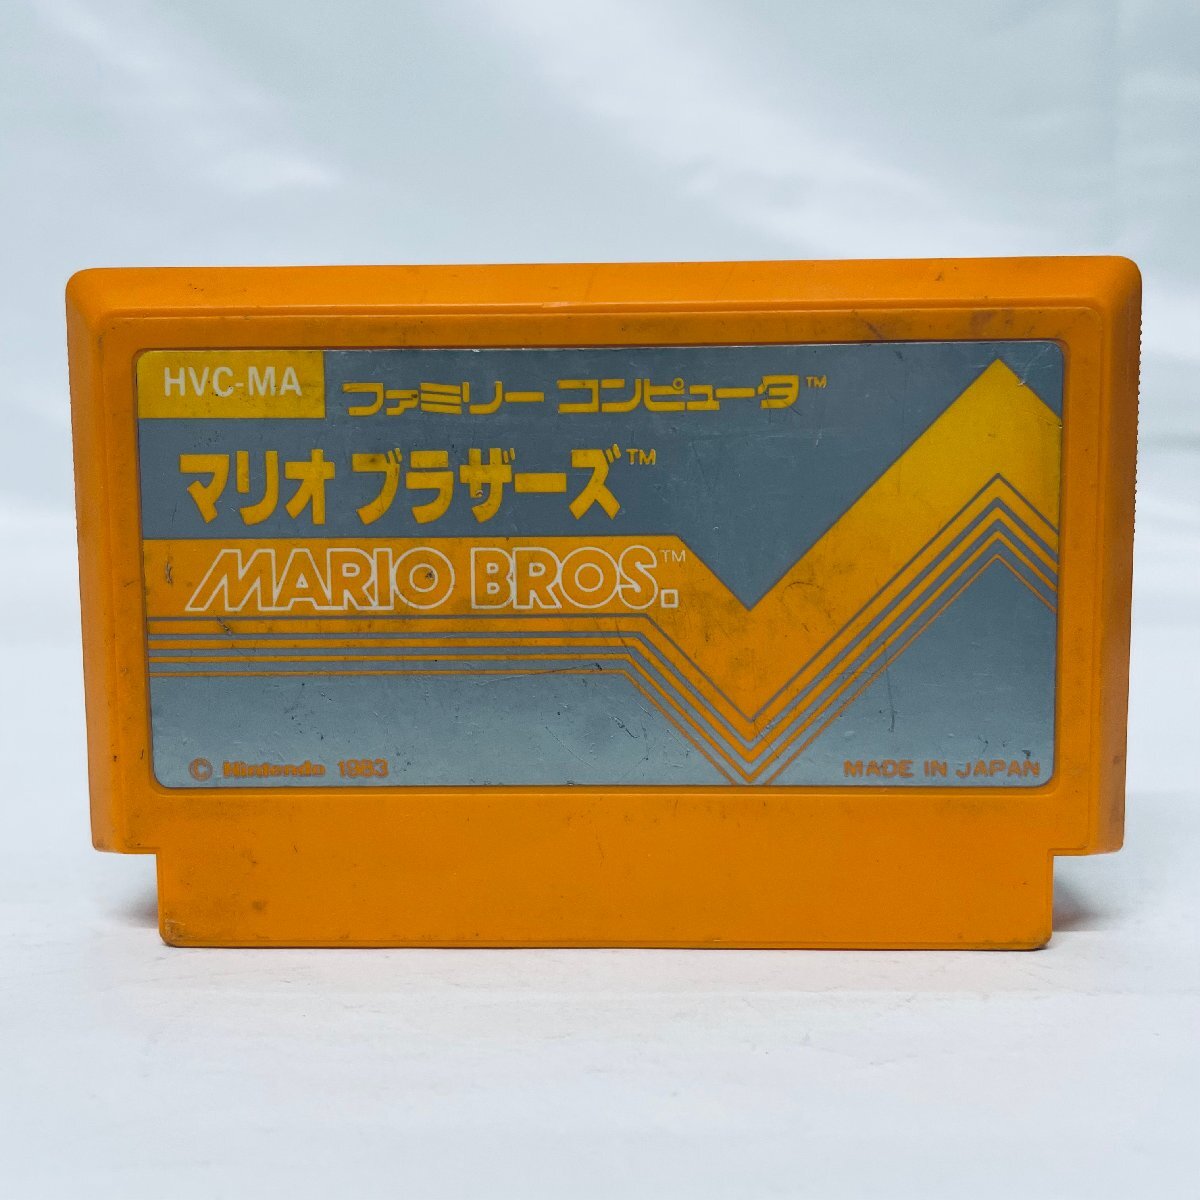 HVC-MA
ファミリー コンピュータ™
マリオ ブラザーズ™
MARIO BROS.™
© Nintendo 1983
MADE IN JAPAN